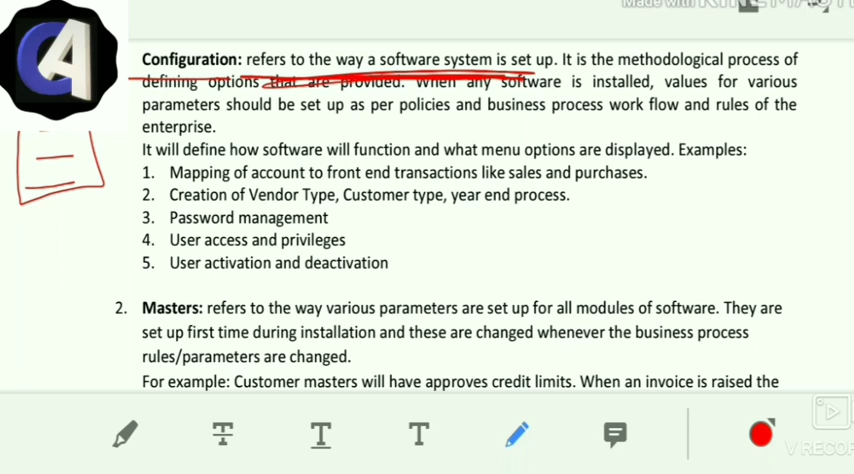 Made with KINEMASTER
CA
Configuration: refers to the way a software system is set up. It is the methodological process of
defining options that are provided. When any software is installed, values for various
parameters should be set up as per policies and business process work flow and rules of the
enterprise.
It will define how software will function and what menu options are displayed. Examples:
1. Mapping of account to front end transactions like sales and purchases.
2. Creation of Vendor Type, Customer type, year end process.
3. Password management
4. User access and privileges
5. User activation and deactivation
2. Masters: refers to the way various parameters are set up for all modules of software. They are
set up first time during installation and these are changed whenever the business process
rules/parameters are changed.
For example: Customer masters will have approves credit limits. When an invoice is raised the
T T T
V RECOR